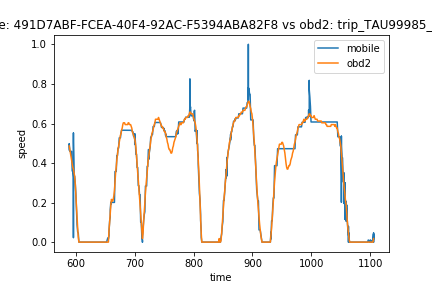 e: 491D7ABF-FCEA-40F4-92AC-F5394ABA82F8 vs obd2: trip_TAU99985_
mobile
obd2
1.0
0.8
0.6
0.4
0.2
0.0
speed
600 700 800 900 1000 1100
time